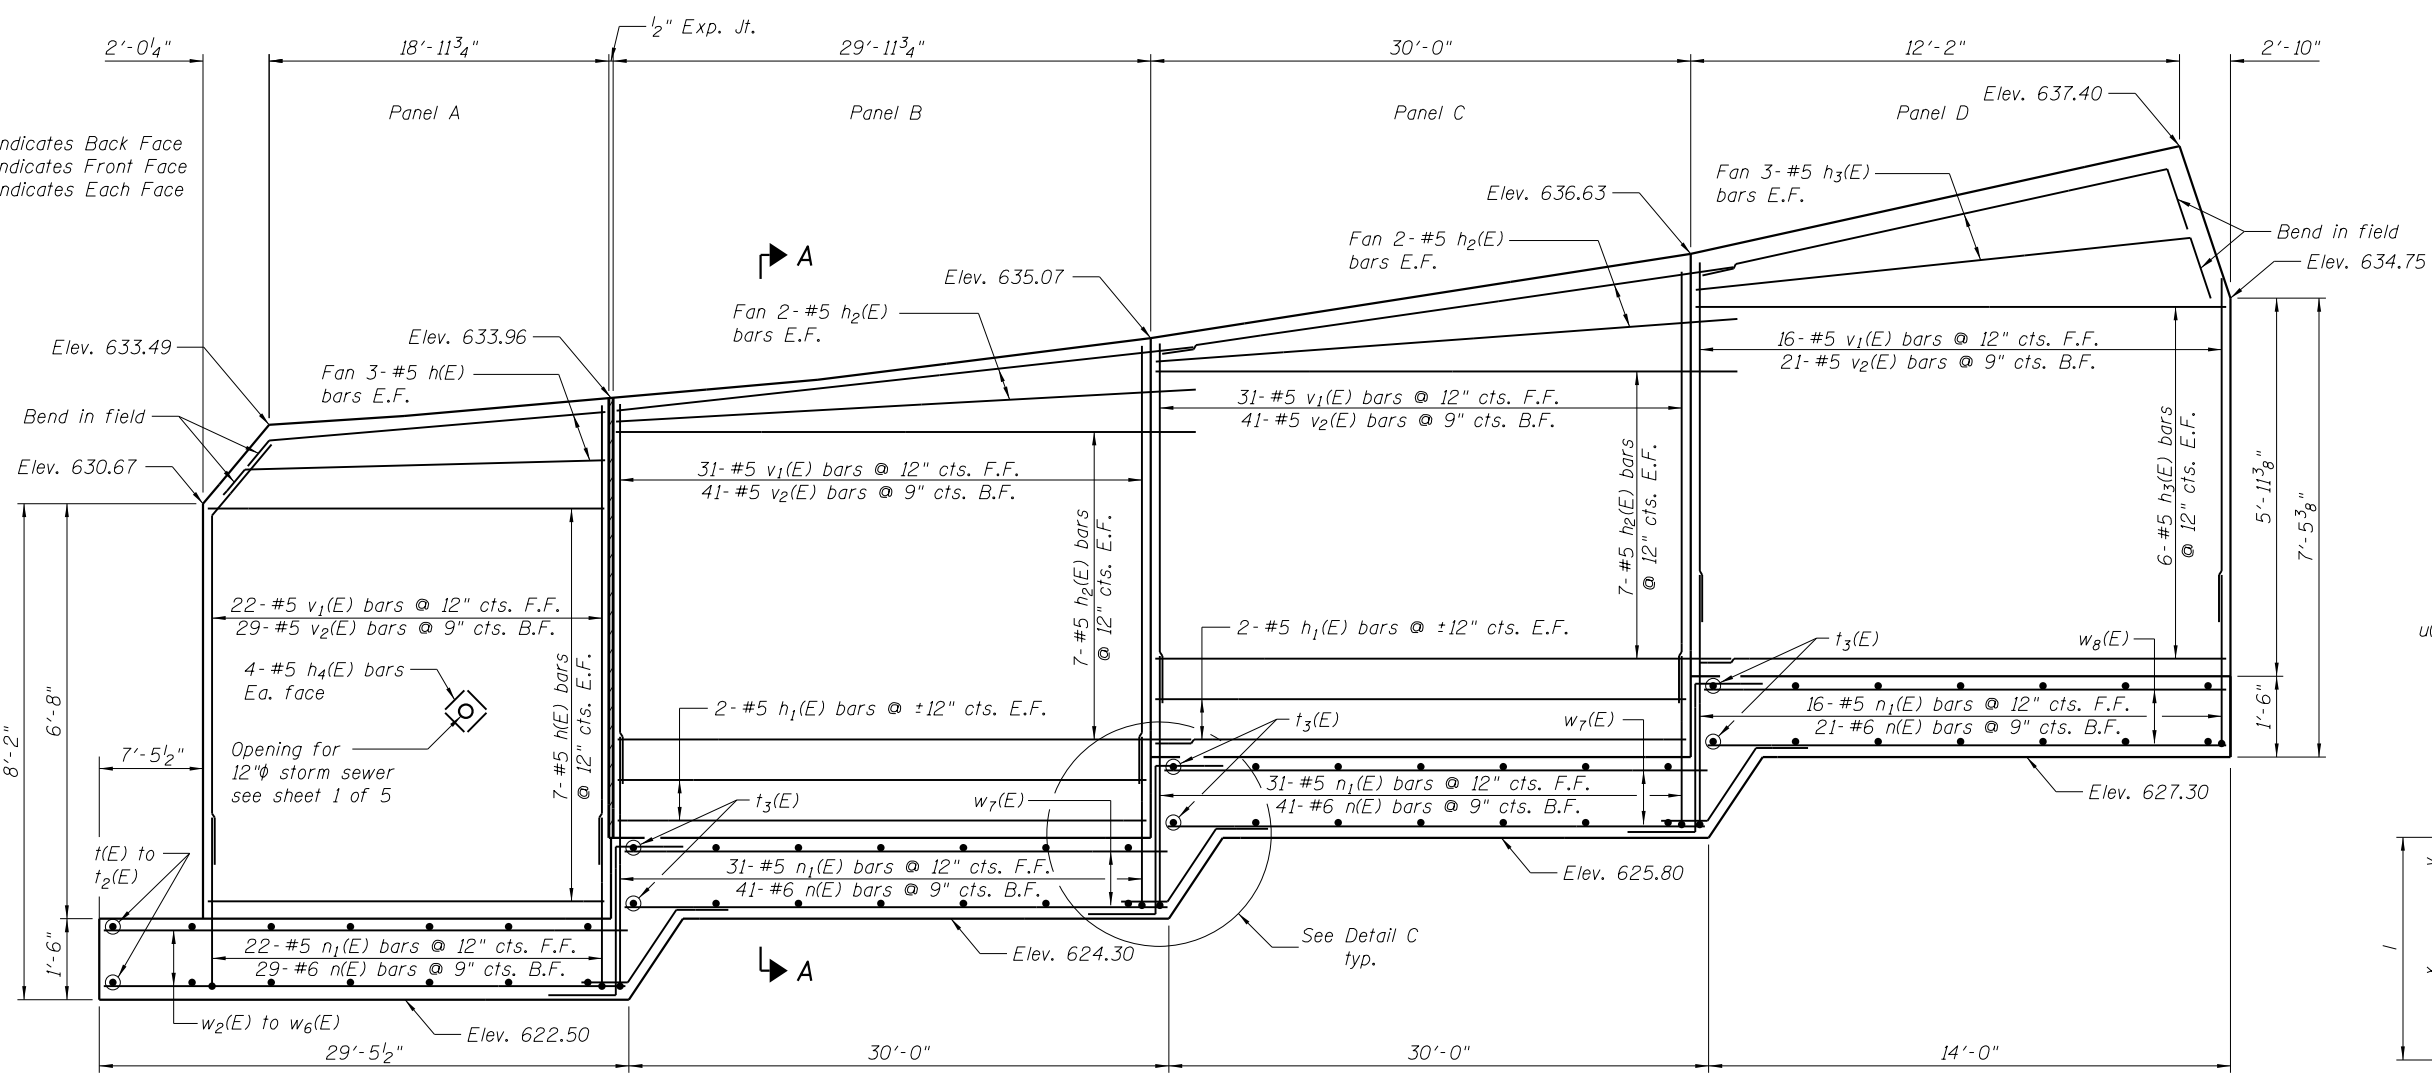 ½" Exp. Jt.
2'-0¼"
18'-11¾"
29'-11¾"
30'-0"
12'-2"
2'-10"
Panel A
Panel B
Panel C
Panel D
Elev. 637.40
ndicates Back Face
ndicates Front Face
ndicates Each Face
Fan 3-#5 h₃(E)
bars E.F.
Elev. 636.63
Bend in field
Elev. 634.75
Fan 2-#5 h₂(E)
bars E.F.
A
Elev. 635.07
Fan 2-#5 h₂(E)
bars E.F.
Elev. 633.96
Elev. 633.49
Fan 3-#5 h(E)
bars E.F.
Bend in field
Elev. 630.67
16-#5 v₁(E) bars @ 12" cts. F.F.
21-#5 v₂(E) bars @ 9" cts. B.F.
31-#5 v₁(E) bars @ 12" cts. F.F.
41-#5 v₂(E) bars @ 9" cts. B.F.
31-#5 v₁(E) bars @ 12" cts. F.F.
41-#5 v₂(E) bars @ 9" cts. B.F.
22-#5 v₁(E) bars @ 12" cts. F.F.
29-#5 v₂(E) bars @ 9" cts. B.F.
7-#5 h(E) bars
@ 12" cts. E.F.
7-#5 h₂(E) bars
@ 12" cts. E.F.
7-#5 h₂(E) bars
@ 12" cts. E.F.
6-#5 h₃(E) bars
@ 12" cts. E.F.
5'-11⅜"
7'-5⅜"
1'-6"
4-#5 h₄(E) bars
Ea. face
Opening for
12"ϕ storm sewer
see sheet 1 of 5
2-#5 h₁(E) bars @ ±12" cts. E.F.
2-#5 h₁(E) bars @ ±12" cts. E.F.
t₃(E)
w₈(E)
t₃(E)
w₇(E)
t₃(E)
w₇(E)
16-#5 n₁(E) bars @ 12" cts. F.F.
21-#6 n(E) bars @ 9" cts. B.F.
31-#5 n₁(E) bars @ 12" cts. F.F.
41-#6 n(E) bars @ 9" cts. B.F.
31-#5 n₁(E) bars @ 12" cts. F.F.
41-#6 n(E) bars @ 9" cts. B.F.
22-#5 n₁(E) bars @ 12" cts. F.F.
29-#6 n(E) bars @ 9" cts. B.F.
8'-2"
6'-8"
1'-6"
7'-5½"
t(E) to
t₂(E)
w₂(E) to w₆(E)
Elev. 627.30
Elev. 625.80
Elev. 624.30
Elev. 622.50
See Detail C
typ.
A
29'-5½"
30'-0"
30'-0"
14'-0"